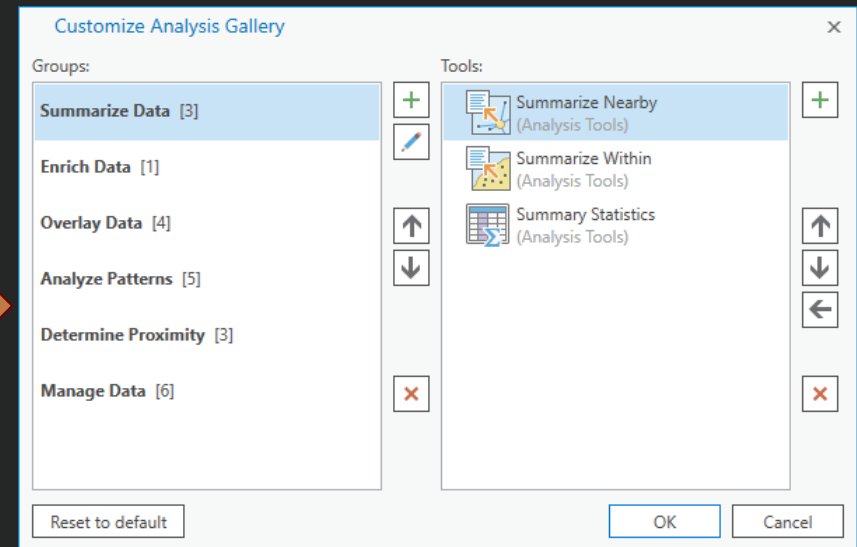 Customize Analysis Gallery
Groups:
Summarize Data [3]
Enrich Data [1]
Overlay Data [4]
Analyze Patterns [5]
Determine Proximity [3]
Manage Data [6]
Tools:
Summarize Nearby
(Analysis Tools)
Summarize Within
(Analysis Tools)
Summary Statistics
(Analysis Tools)
Reset to default
OK
Cancel